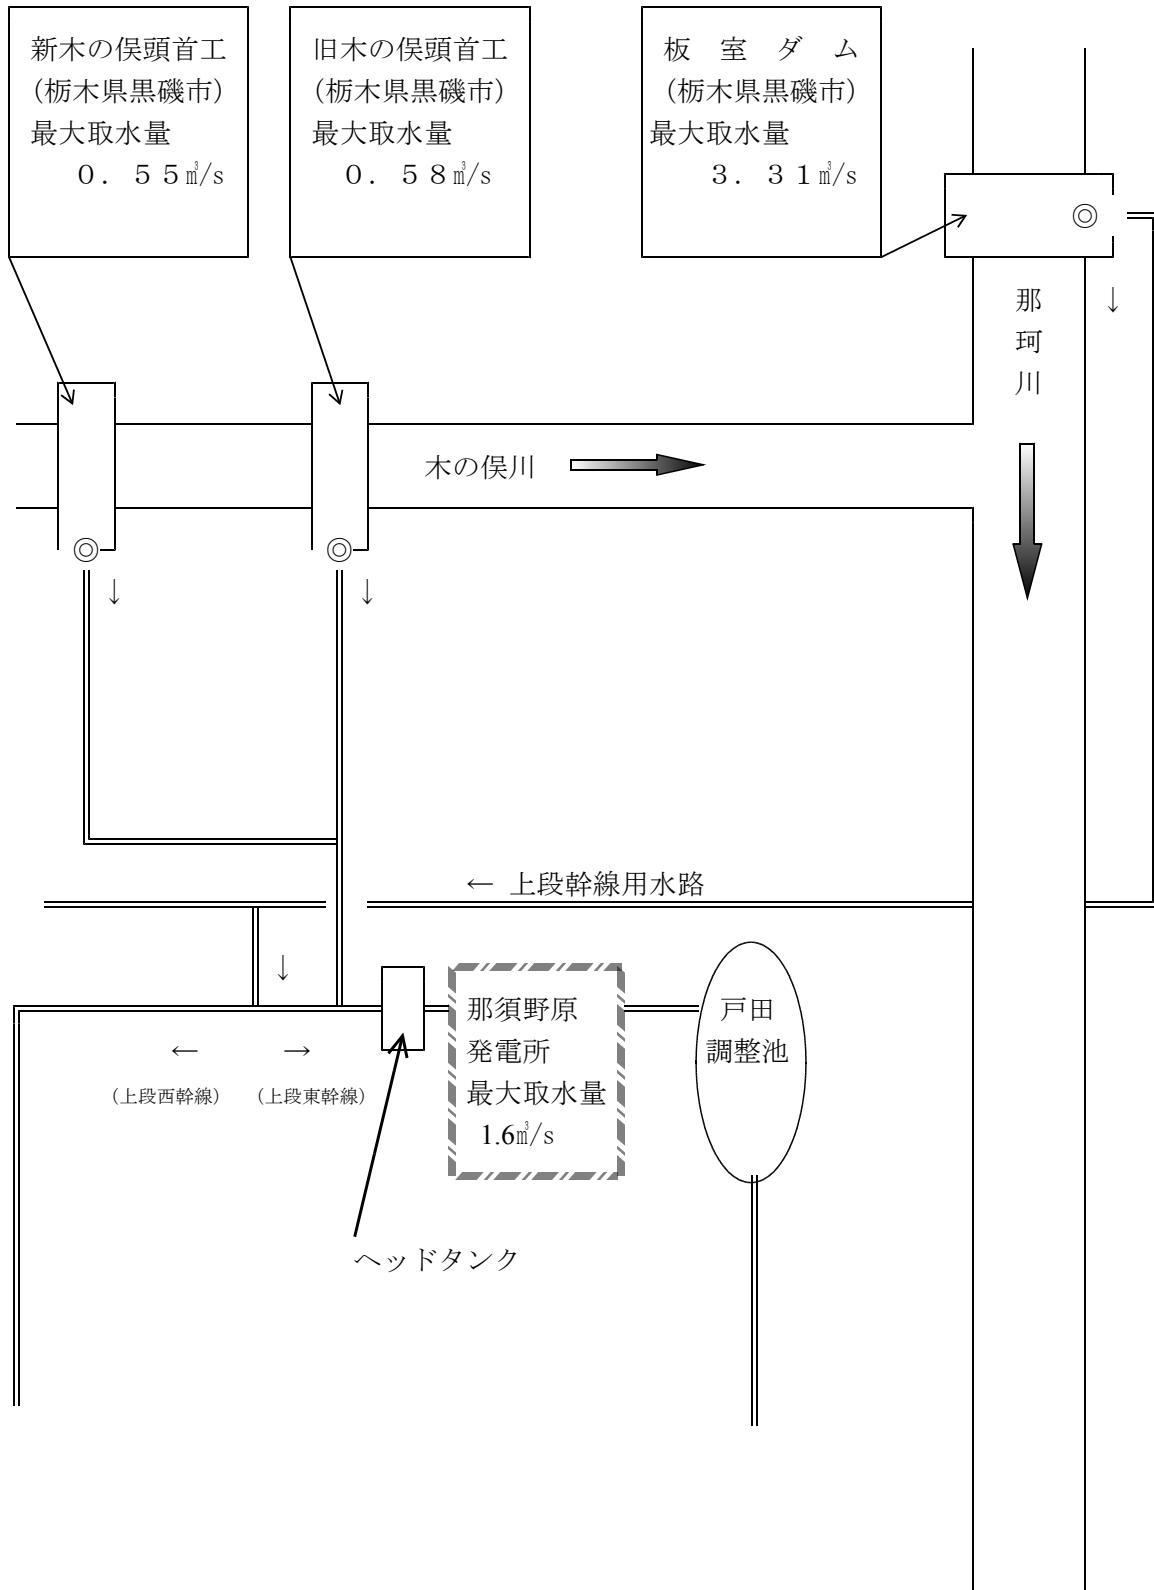 新木の俣頭首工
(栃木県黒磯市)
最大取水量
０．５５㎥/s
旧木の俣頭首工
(栃木県黒磯市)
最大取水量
０．５８㎥/s
板　室　ダ　ム
(栃木県黒磯市)
最大取水量
３．３１㎥/s
◎
↓
那
珂
川
木の俣川
◎
↓
◎
↓
← 上段幹線用水路
↓
← →
(上段西幹線) (上段東幹線)
那須野原
発電所
最大取水量
1.6㎥/s
戸田
調整池
ヘッドタンク